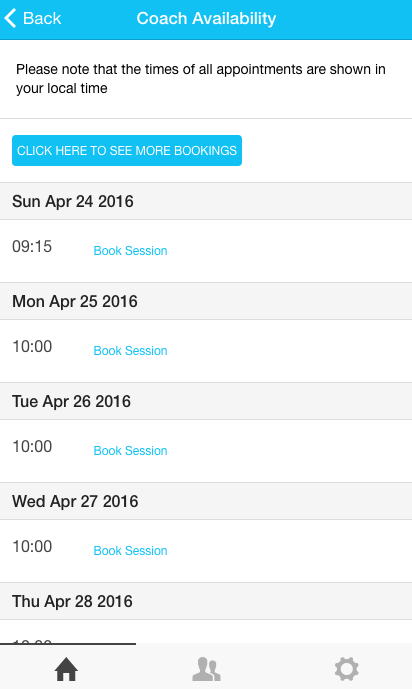 Back
Coach Availability
Please note that the times of all appointments are shown in
your local time
CLICK HERE TO SEE MORE BOOKINGS
Sun Apr 24 2016
09:15 Book Session
Mon Apr 25 2016
10:00 Book Session
Tue Apr 26 2016
10:00 Book Session
Wed Apr 27 2016
10:00 Book Session
Thu Apr 28 2016